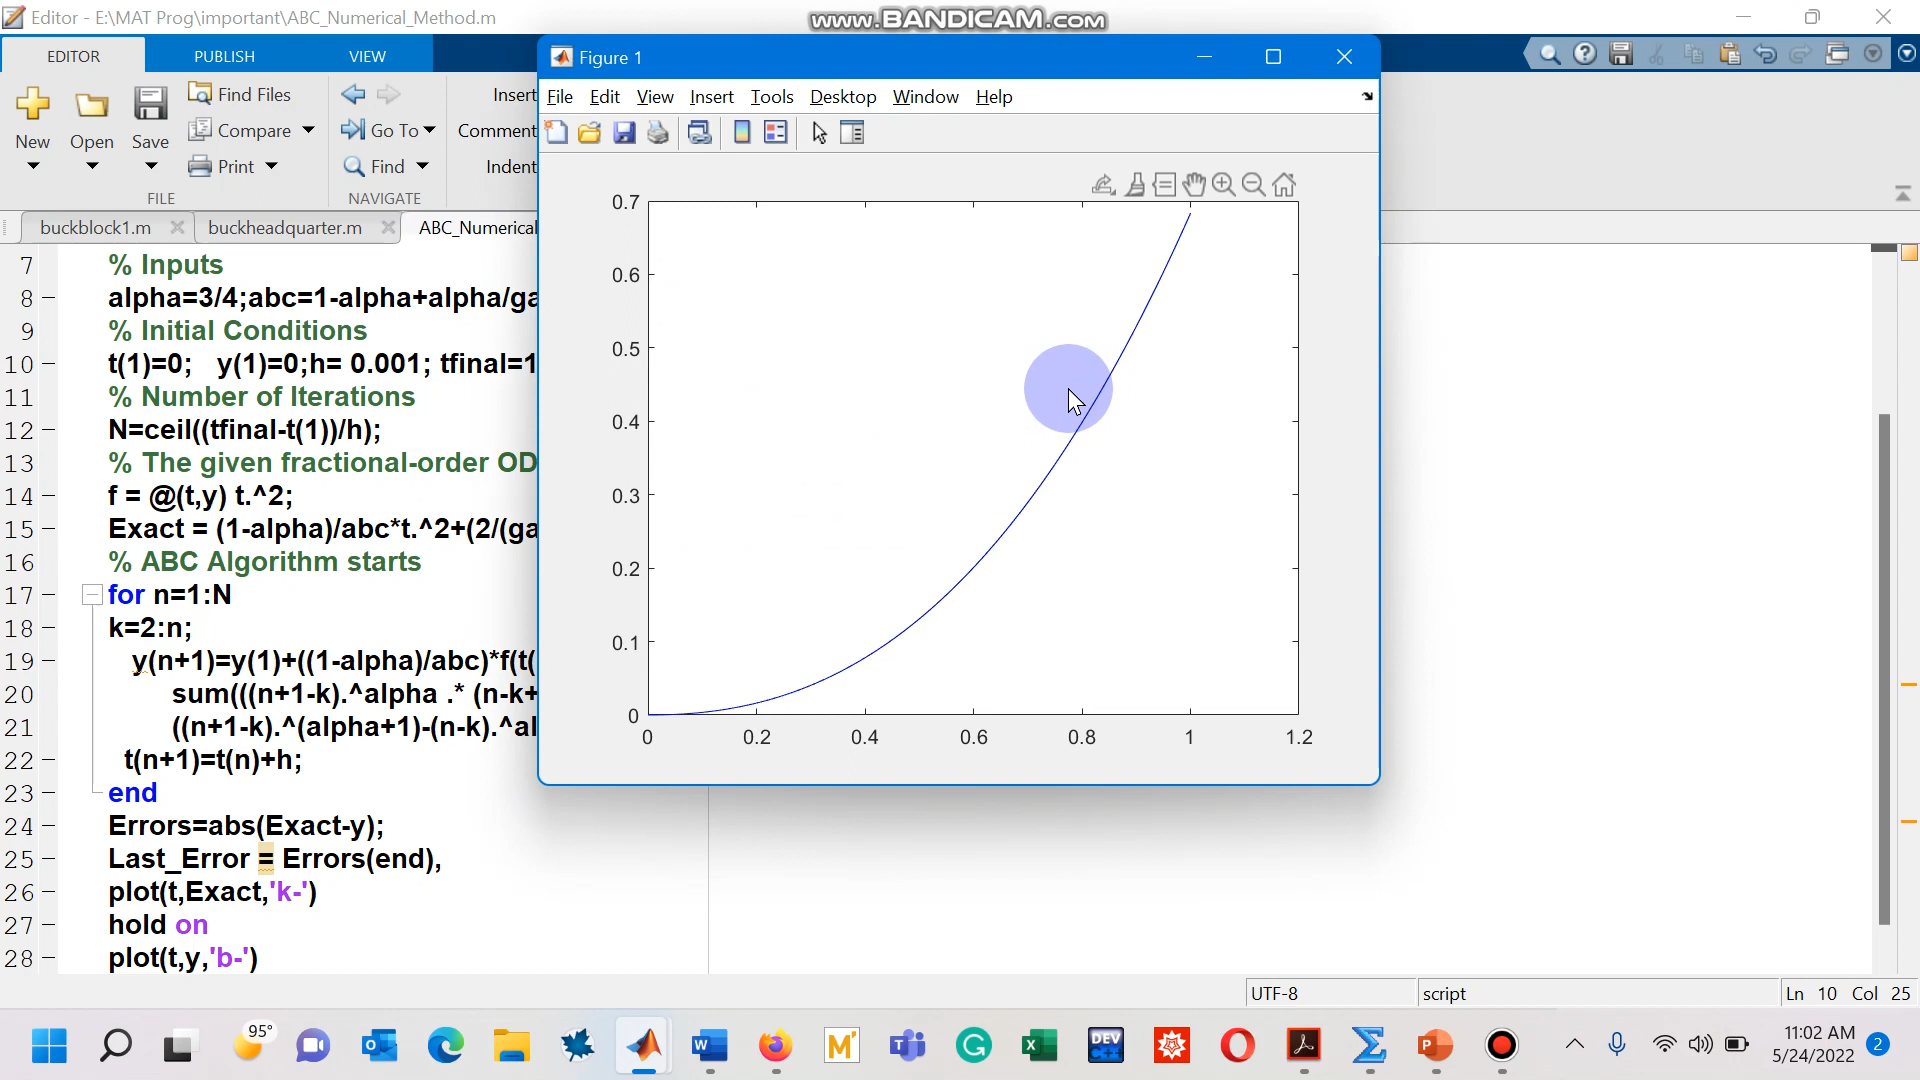 Editor - E:\MAT Prog\important\ABC_Numerical_Method.m
www.BANDICAM.com
EDITOR PUBLISH VIEW
Figure 1
File Edit View Insert Tools Desktop Window Help
New Open Save
Find Files
Compare
Print
Go To
Find
Insert
Comment
Indent
FILE NAVIGATE
buckblock1.m buckheadquarter.m ABC_Numerical
7 % Inputs
8 alpha=3/4;abc=1-alpha+alpha/ga
9 % Initial Conditions
10 t(1)=0; y(1)=0;h= 0.001; tfinal=1
11 % Number of Iterations
12 N=ceil((tfinal-t(1))/h);
13 % The given fractional-order OD
14 f = @(t,y) t.^2;
15 Exact = (1-alpha)/abc*t.^2+(2/(ga
16 % ABC Algorithm starts
17 for n=1:N
18 k=2:n;
19 y(n+1)=y(1)+((1-alpha)/abc)*f(t(
20 sum(((n+1-k).^alpha .* (n-k+
21 ((n+1-k).^(alpha+1)-(n-k).^al
22 t(n+1)=t(n)+h;
23 end
24 Errors=abs(Exact-y);
25 Last_Error = Errors(end),
26 plot(t,Exact,'k-')
27 hold on
28 plot(t,y,'b-')
0.7
0.6
0.5
0.4
0.3
0.2
0.1
0
0 0.2 0.4 0.6 0.8 1 1.2
UTF-8 script Ln 10 Col 25
95°
DEV C++
11:02 AM
5/24/2022
2